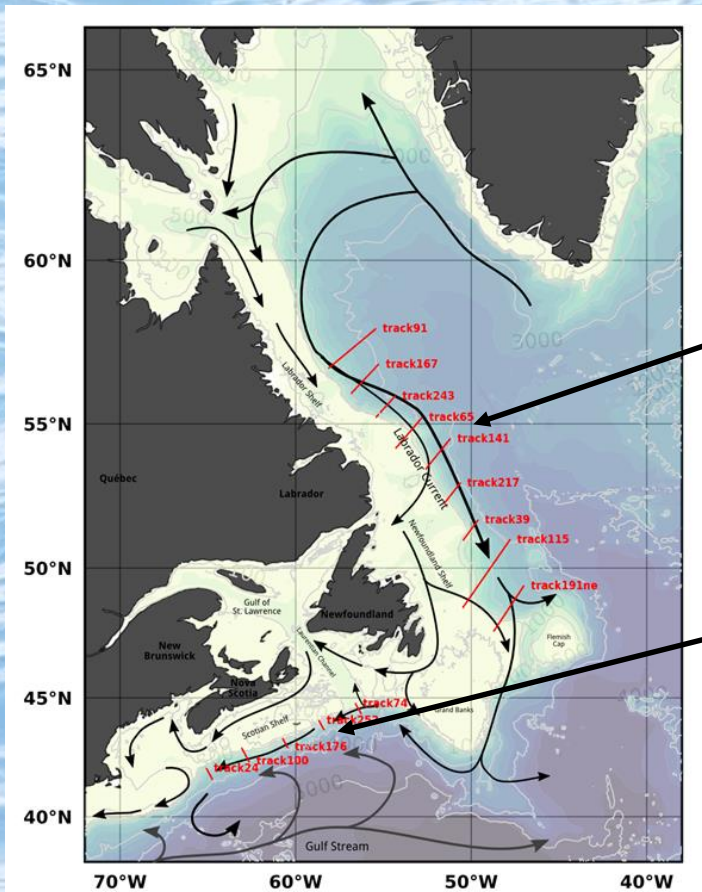 65°N
60°N
55°N
50°N
45°N
40°N
70°W
60°W
50°W
40°W
3000
track91
track167
track243
track65
track141
track217
track39
track115
track191ne
track74
track252
track176
track100
track24
Labrador Shelf
Labrador Current
Newfoundland Shelf
Québec
Labrador
Gulf of
St. Lawrence
Newfoundland
New
Brunswick
Nova
Scotia
Laurentian Channel
Scotian Shelf
Grand Banks
Flemish
Cap
Gulf Stream